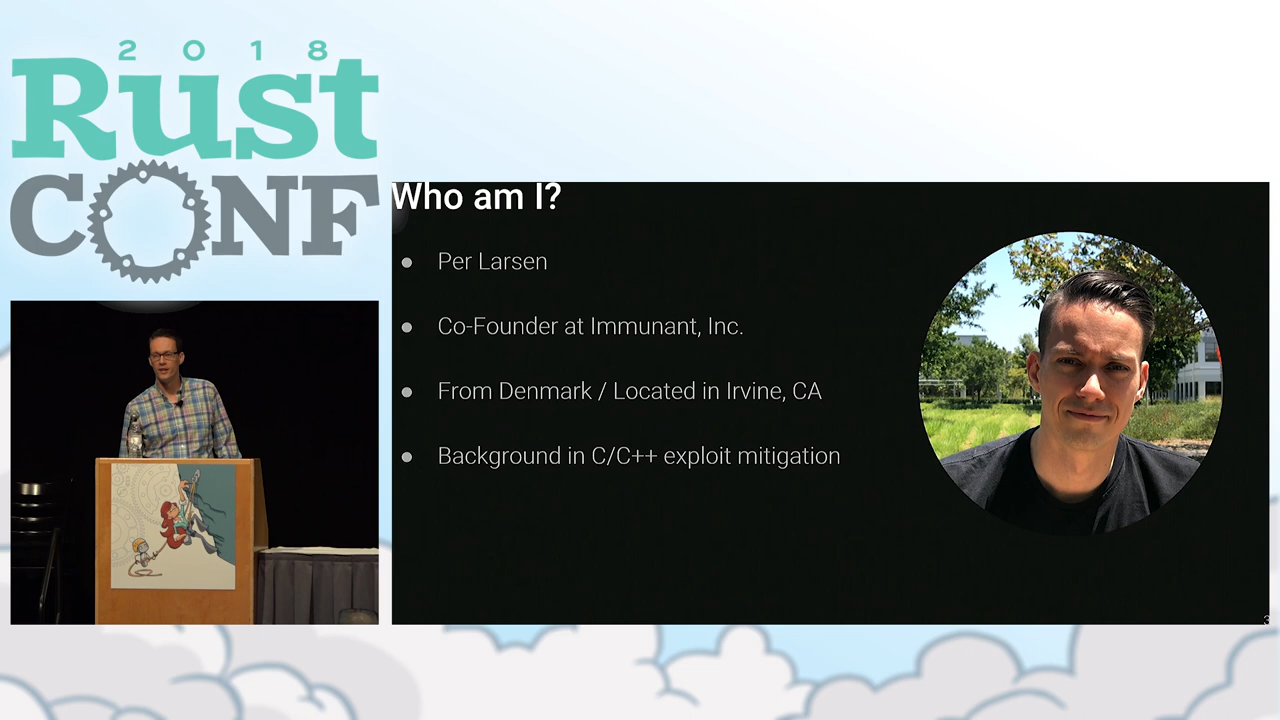 2018
Rust
CONF
Who am I?
● Per Larsen
● Co-Founder at Immunant, Inc.
● From Denmark / Located in Irvine, CA
● Background in C/C++ exploit mitigation
3